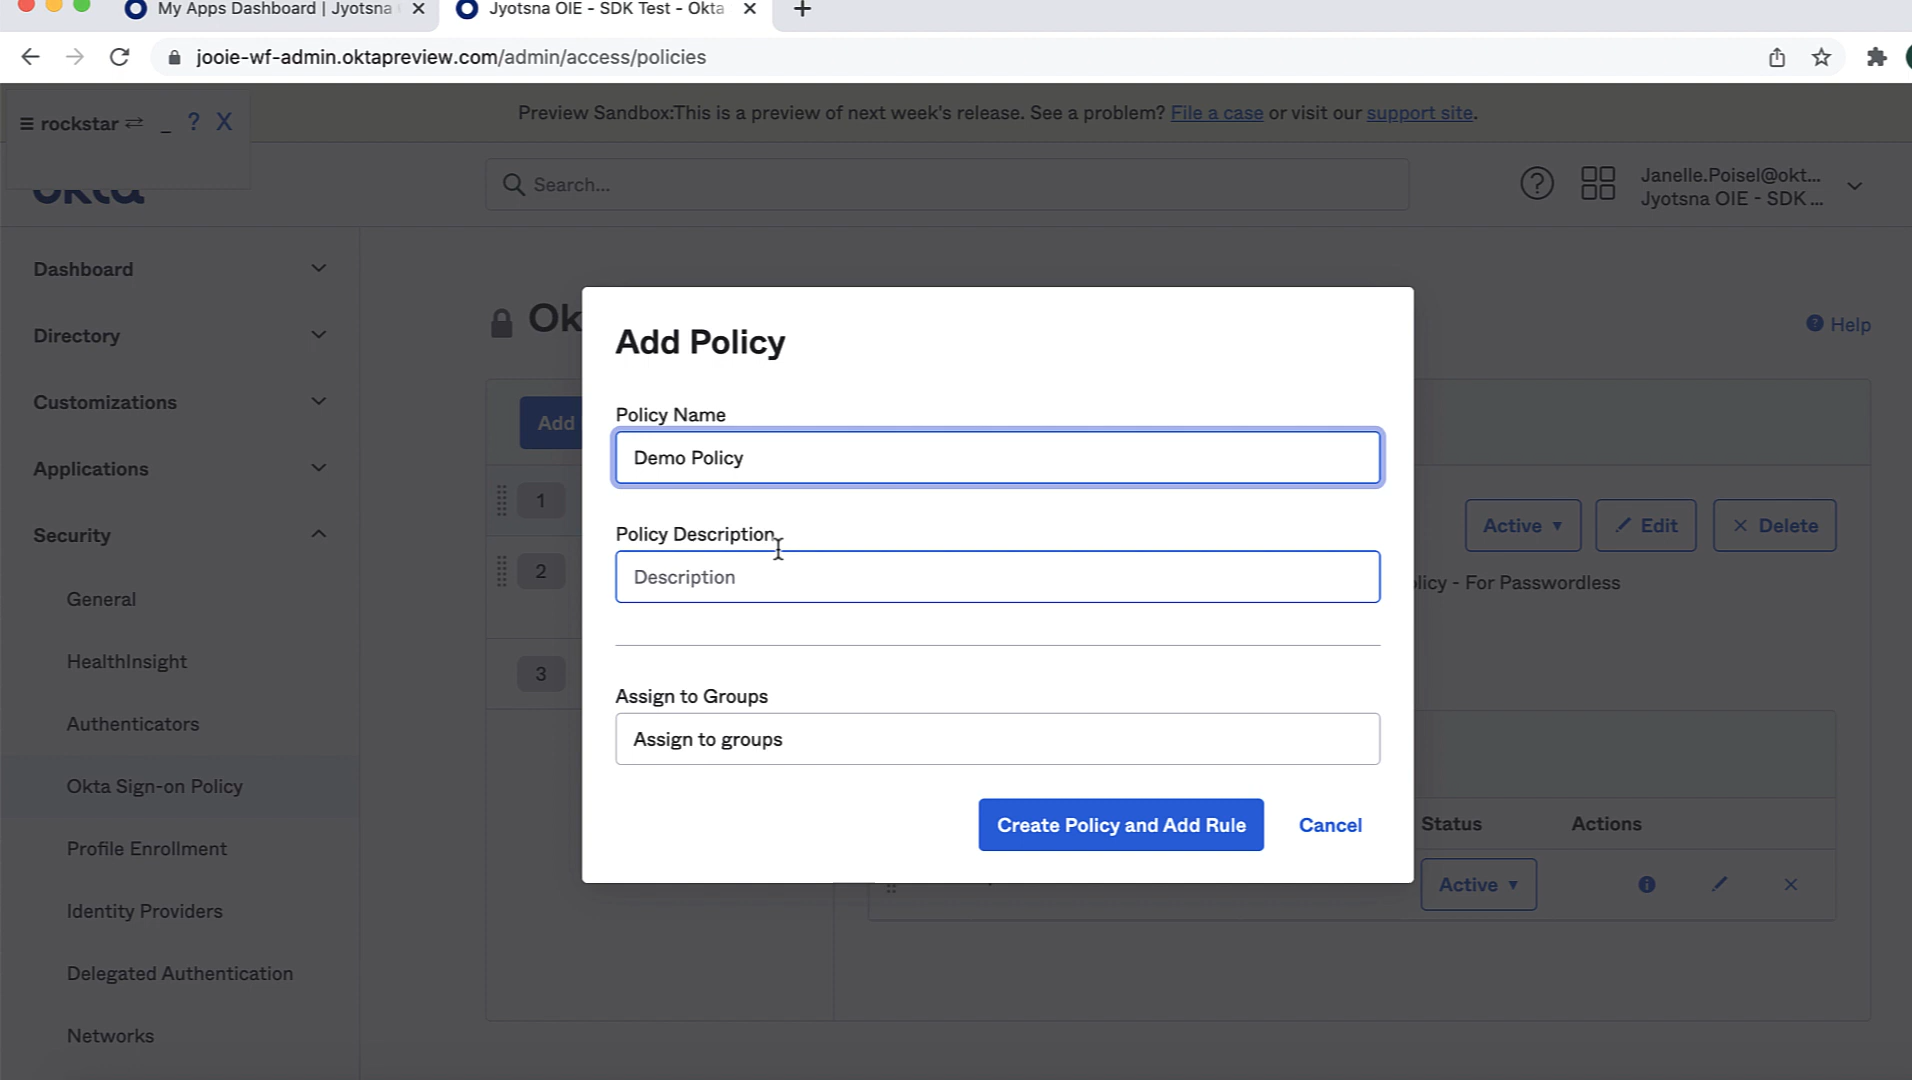 My Apps Dashboard | Jyotsna
Jyotsna OIE - SDK Test - Okta
jooie-wf-admin.oktapreview.com/admin/access/policies
rockstar
_ ? X
Preview Sandbox:This is a preview of next week's release. See a problem? File a case or visit our support site.
okta
Search...
Janelle.Poisel@okt...
Jyotsna OIE - SDK ...
Dashboard
Directory
Customizations
Applications
Security
General
HealthInsight
Authenticators
Okta Sign-on Policy
Profile Enrollment
Identity Providers
Delegated Authentication
Networks
Ok
Help
Add
1
2
3
Active
Edit
Delete
licy - For Passwordless
Status
Actions
Active
Add Policy
Policy Name
Demo Policy
Policy Description
Description
Assign to Groups
Assign to groups
Create Policy and Add Rule
Cancel